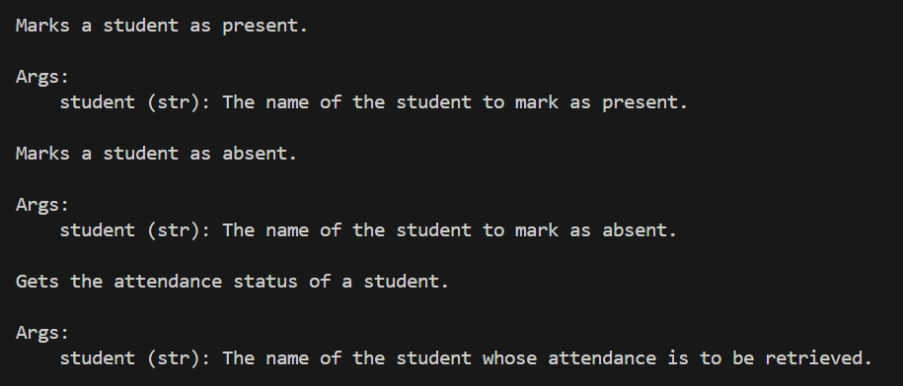 Marks a student as present.
Args:
    student (str): The name of the student to mark as present.
Marks a student as absent.
Args:
    student (str): The name of the student to mark as absent.
Gets the attendance status of a student.
Args:
    student (str): The name of the student whose attendance is to be retrieved.